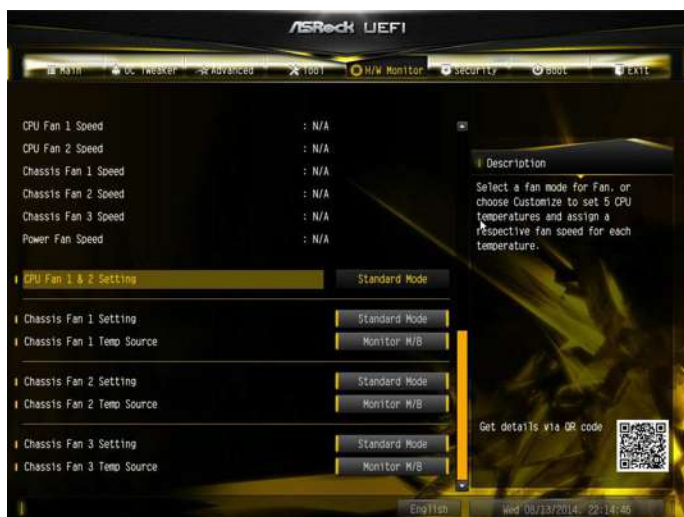 ASRock UEFI
Main OC Tweaker Advanced Tool H/W Monitor Security Boot Exit
CPU Fan 1 Speed : N/A
CPU Fan 2 Speed : N/A
Chassis Fan 1 Speed : N/A
Chassis Fan 2 Speed : N/A
Chassis Fan 3 Speed : N/A
Power Fan Speed : N/A
CPU Fan 1 & 2 Setting Standard Mode
Chassis Fan 1 Setting Standard Mode
Chassis Fan 1 Temp Source Monitor M/B
Chassis Fan 2 Setting Standard Mode
Chassis Fan 2 Temp Source Monitor M/B
Chassis Fan 3 Setting Standard Mode
Chassis Fan 3 Temp Source Monitor M/B
Description
Select a fan mode for Fan. or
choose Customize to set 5 CPU
temperatures and assign a
respective fan speed for each
temperature.
Get details via QR code
English Wed 08/13/2014. 22:14:46